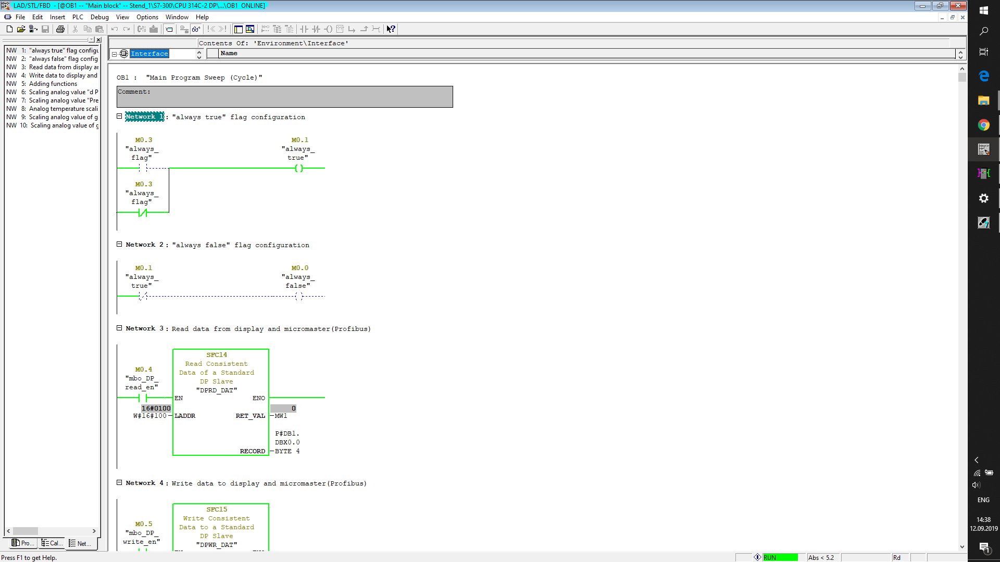 LAD/STL/FBD - [@OB1 -- "Main block" -- Stend_1\S7-300\CPU 314C-2 DP\...\OB1 ONLINE]
File Edit Insert PLC Debug View Options Window Help
Contents Of: 'Environment\Interface'
Interface
Name
NW 1: "always true" flag configu
NW 2: "always false" flag config
NW 3: Read data from display ar
NW 4: Write data to display and
NW 5: Adding functions
NW 6: Scaling analog value "d P
NW 7: Scaling analog value "Pre
NW 8: Analog temperature scali
NW 9: Scaling analog value of g
NW 10: Scaling analog value of g
Pro... Cal... Net...
OB1 : "Main Program Sweep (Cycle)"
Comment:
Network 1: "always true" flag configuration
M0.3 M0.1
"always_ "always_
flag" true"
M0.3
"always_
flag"
Network 2: "always false" flag configuration
M0.1 M0.0
"always_ "always_
true" false"
Network 3: Read data from display and micromaster(Profibus)
SFC14
Read Consistent
Data of a Standard
DP Slave
"DPRD_DAT"
M0.4
"mbo_DP_
read_en"
EN ENO
16#0100 0
W#16#100 LADDR RET_VAL MW1
P#DB1.
DBX0.0
RECORD BYTE 4
Network 4: Write data to display and micromaster(Profibus)
SFC15
Write Consistent
Data to a Standard
DP Slave
"DPWR_DAT"
M0.5
"mbo_DP_
write_en"
Press F1 to get Help.
RUN
Abs < 5.2
Rd
ENG
14:38
12.09.2019
1